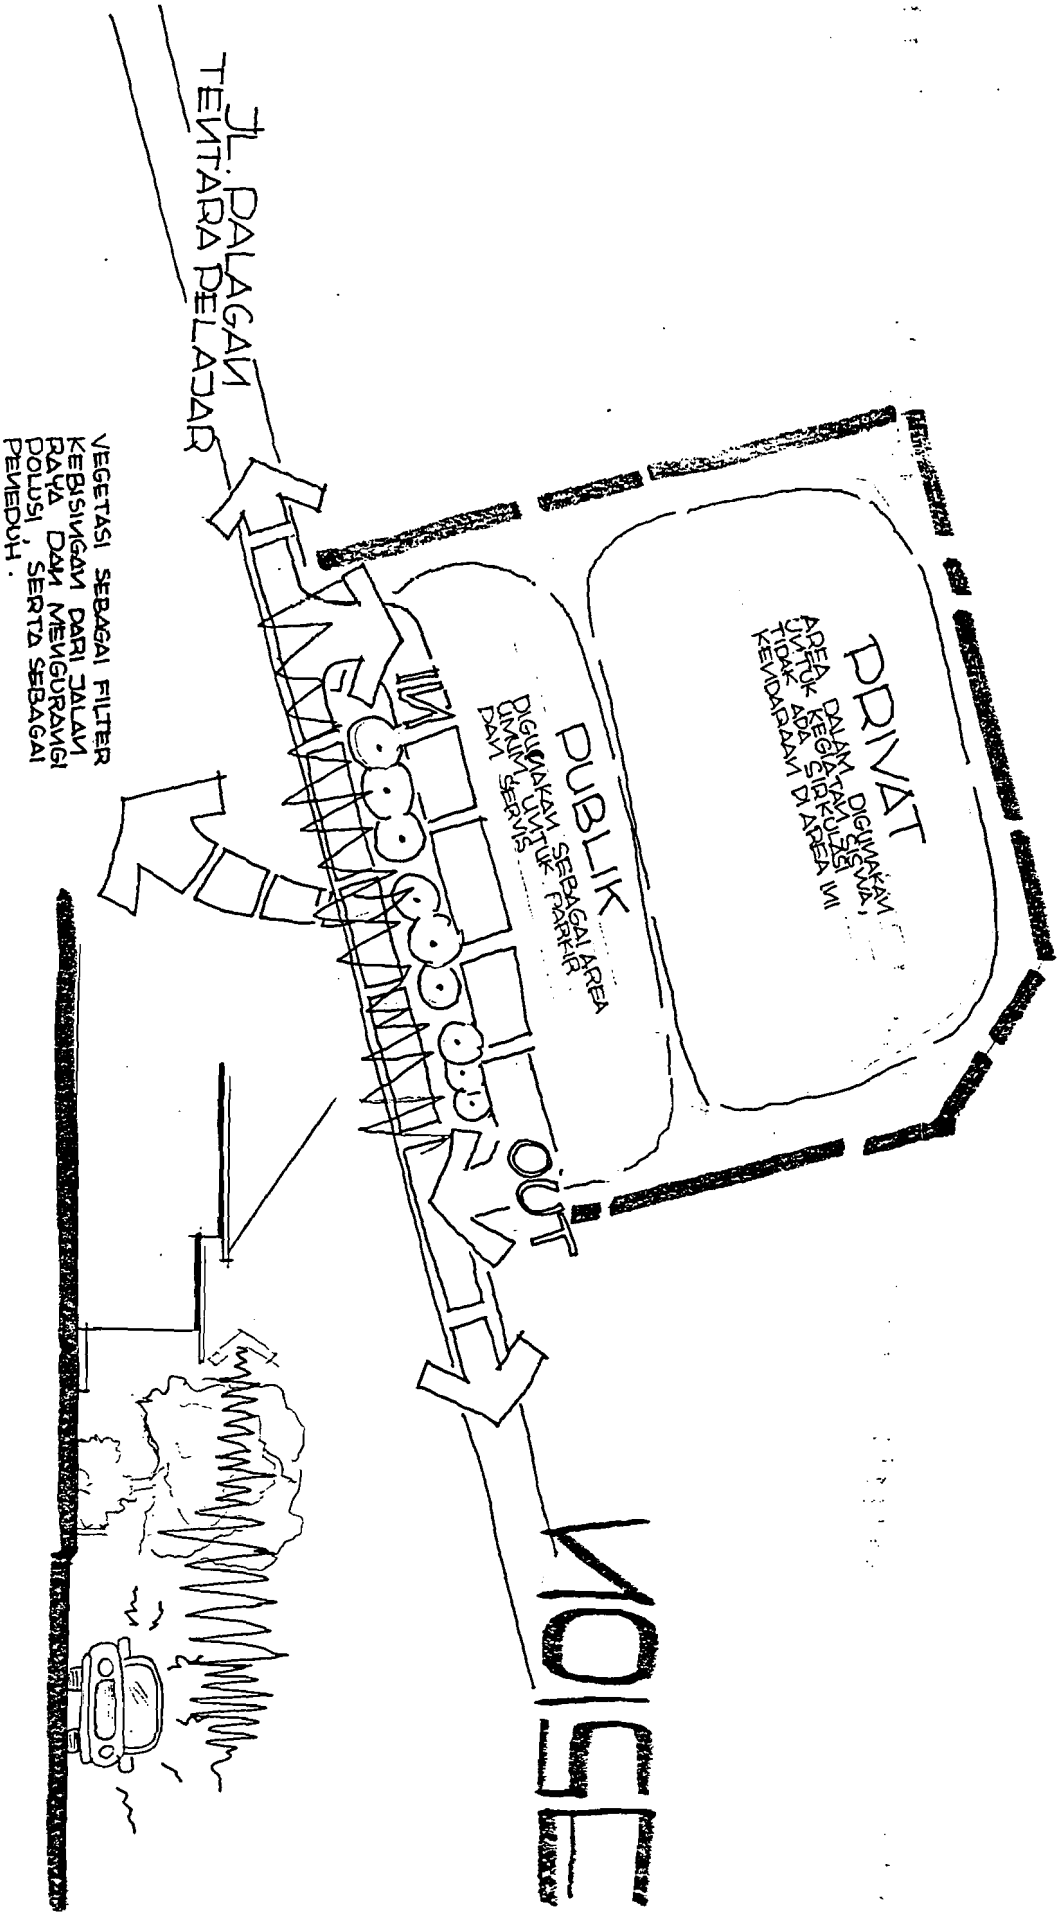 NOISE
PRIVAT
AREA DALAM DIGUNAKAN
UNTUK KEGIATAN SISWA,
TIDAK ADA SIRKULASI
KENDARAAN DI AREA INI
PUBLIK
DIGUNAKAN SEBAGAI AREA
UMUM, UNTUK PARKIR
DAN SERVIS
IN
OUT
JL. PALAGAN
TENTARA PELAJAR
VEGETASI SEBAGAI FILTER
KEBISINGAN DARI JALAN
RAYA DAN MENGURANGI
POLUSI, SERTA SEBAGAI
PENEDUH.